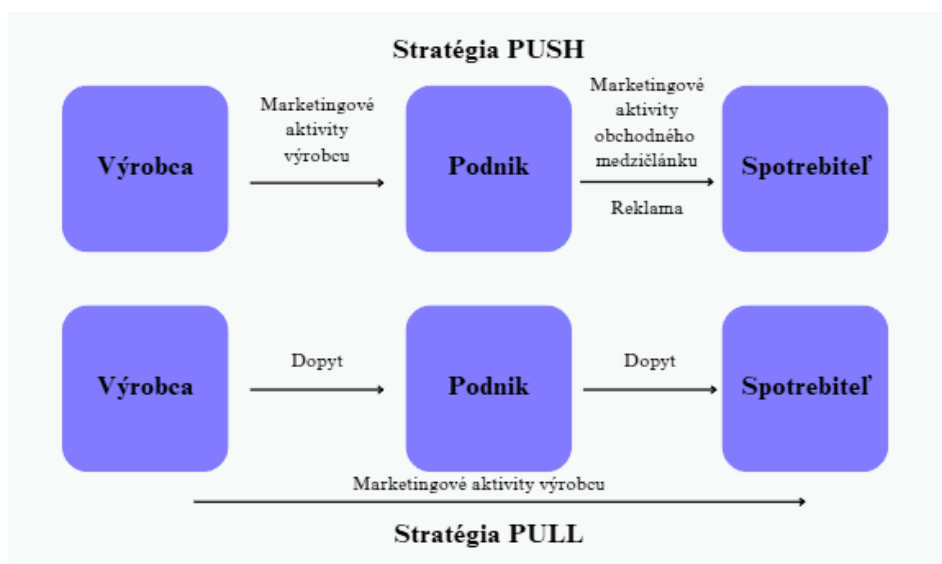 Stratégia PUSH
Marketingové
aktivity
výrobcu
Marketingové
aktivity
obchodného
medzičlánku
Reklama
Výrobca
Podnik
Spotrebiteľ
Dopyt
Dopyt
Výrobca
Podnik
Spotrebiteľ
Marketingové aktivity výrobcu
Stratégia PULL